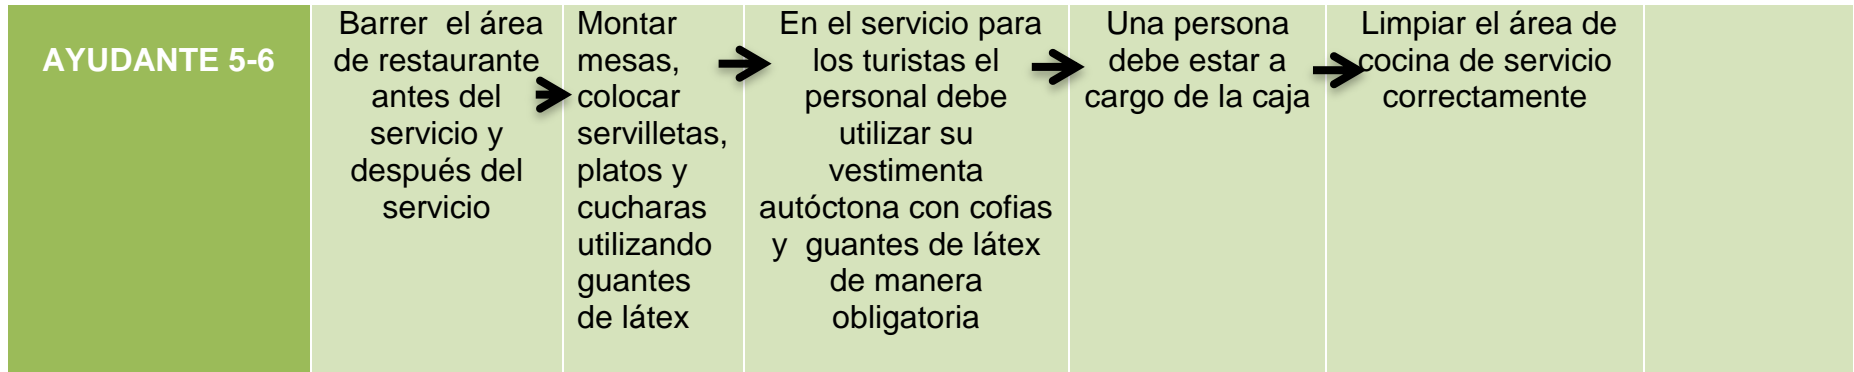 AYUDANTE 5-6
Barrer  el área
de restaurante
antes del
servicio y
después del
servicio
Montar
mesas,
colocar
servilletas,
platos y
cucharas
utilizando
guantes
de látex
En el servicio para
los turistas el
personal debe
utilizar su
vestimenta
autóctona con cofias
y  guantes de látex
de manera
obligatoria
Una persona
debe estar a
cargo de la caja
Limpiar el área de
cocina de servicio
correctamente